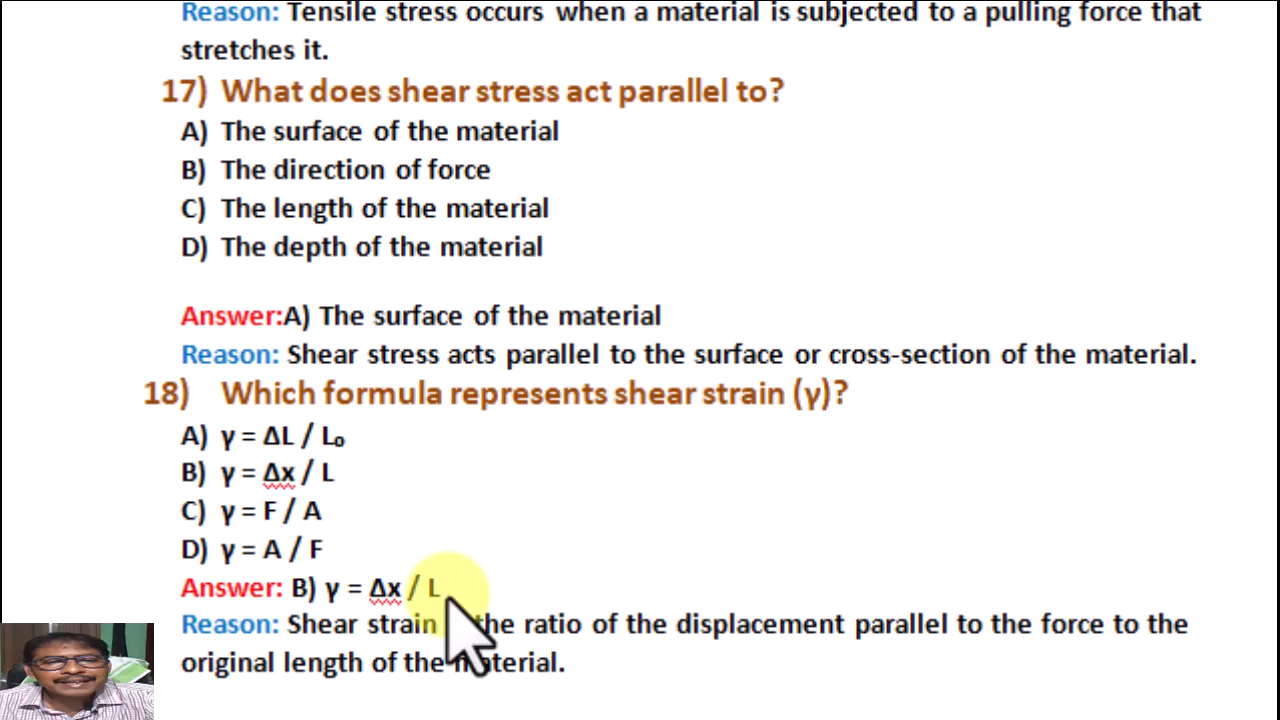 Reason: Tensile stress occurs when a material is subjected to a pulling force that
stretches it.
17) What does shear stress act parallel to?
A) The surface of the material
B) The direction of force
C) The length of the material
D) The depth of the material
Answer:A) The surface of the material
Reason: Shear stress acts parallel to the surface or cross-section of the material.
18) Which formula represents shear strain (γ)?
A) γ = ΔL / L₀
B) γ = Δx / L
C) γ = F / A
D) γ = A / F
Answer: B) γ = Δx / L
Reason: Shear strain the ratio of the displacement parallel to the force to the
original length of the material.